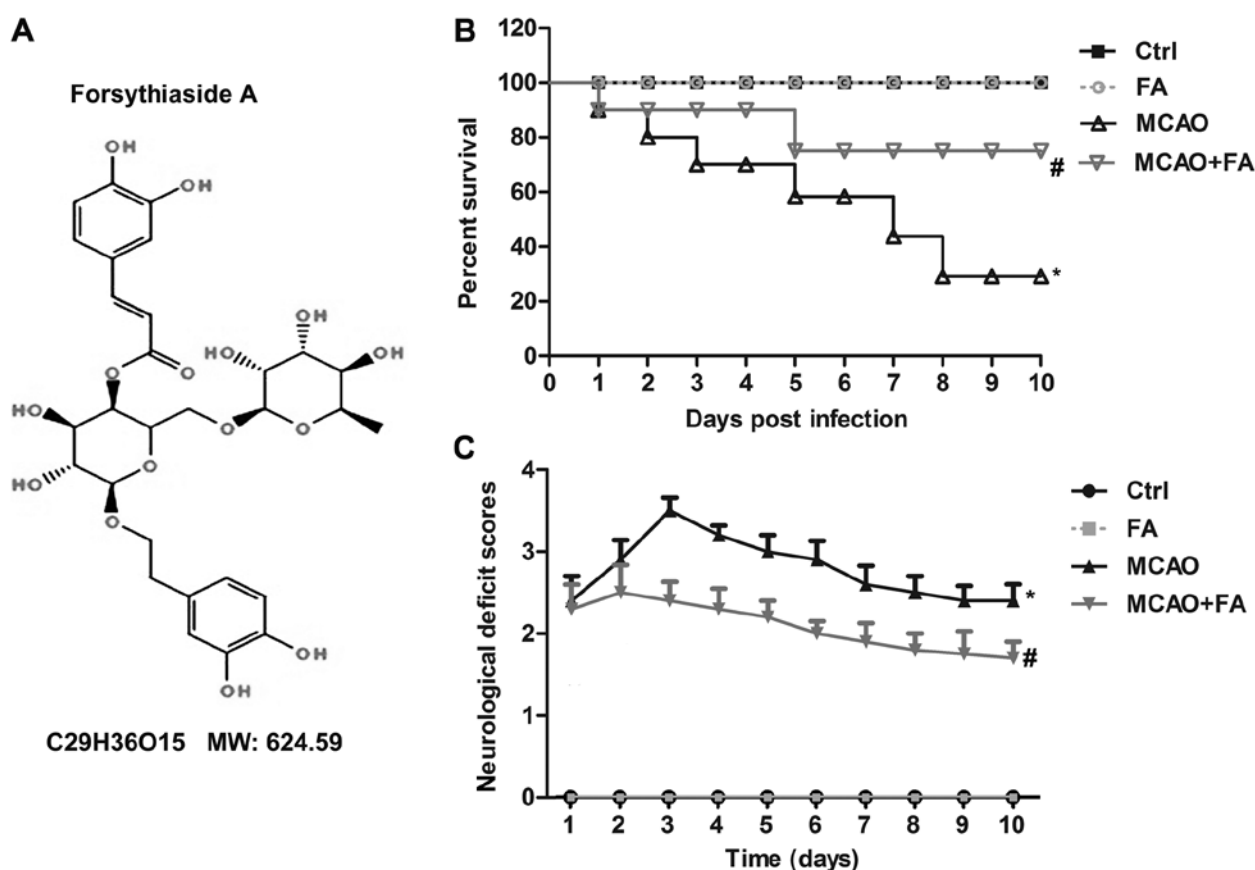 A
Forsythiaside A
OH
OH
O
O
HO
HO
OH
OH
O
O
HO
HO
O
O
OH
OH
C29H36O15 MW: 624.59
B
Percent survival
120
100
80
60
40
20
0
0 1 2 3 4 5 6 7 8 9 10
Days post infection
Ctrl
FA
MCAO
MCAO+FA
#
*
C
Neurological deficit scores
4
3
2
1
0
1 2 3 4 5 6 7 8 9 10
Time (days)
Ctrl
FA
MCAO
MCAO+FA
*
#